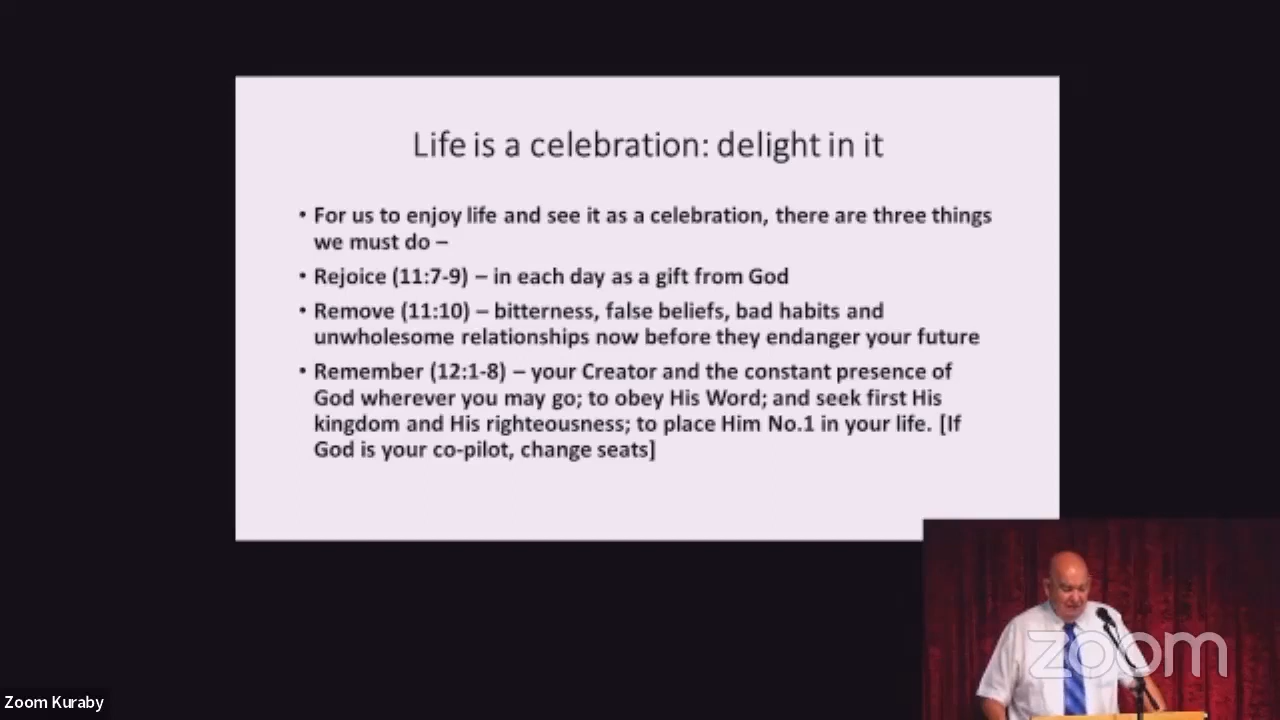 Life is a celebration: delight in it
• For us to enjoy life and see it as a celebration, there are three things
we must do –
• Rejoice (11:7-9) – in each day as a gift from God
• Remove (11:10) – bitterness, false beliefs, bad habits and
unwholesome relationships now before they endanger your future
• Remember (12:1-8) – your Creator and the constant presence of
God wherever you may go; to obey His Word; and seek first His
kingdom and His righteousness; to place Him No.1 in your life. [If
God is your co-pilot, change seats]
zoom
Zoom Kuraby